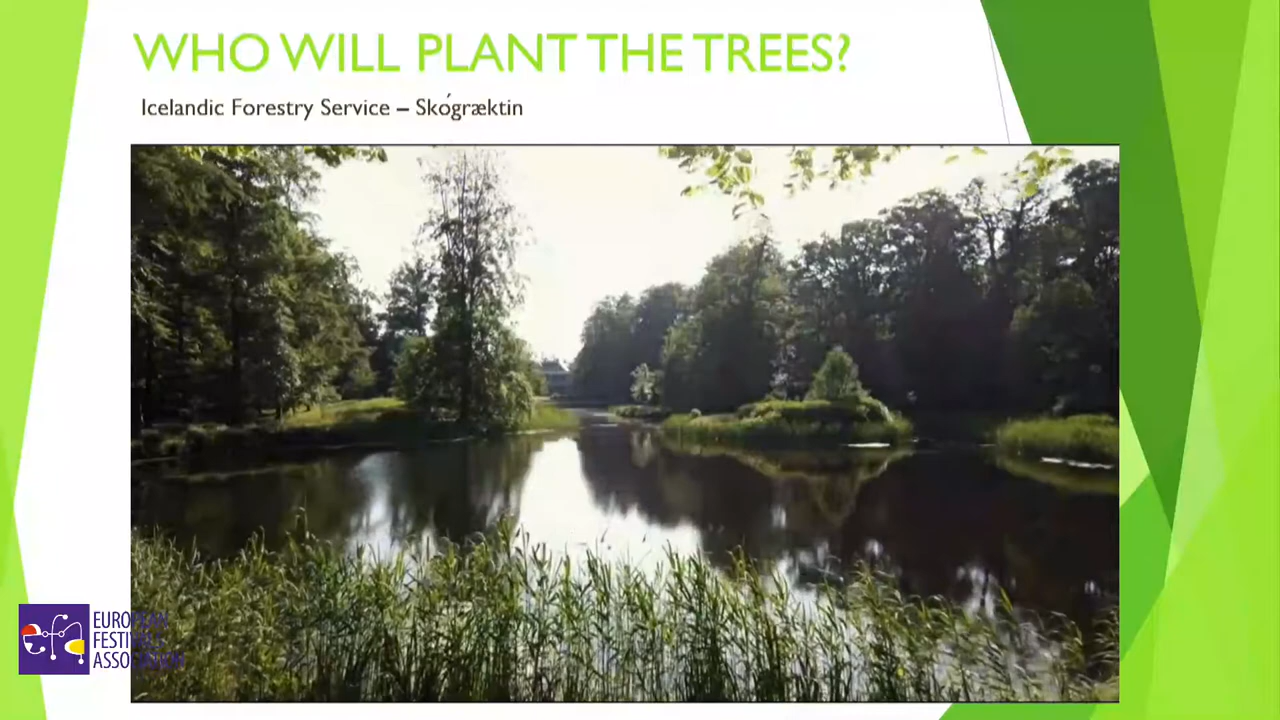 WHO WILL PLANT THE TREES?
Icelandic Forestry Service – Skógræktin
EUROPEAN
FESTIVALS
ASSOCIATION